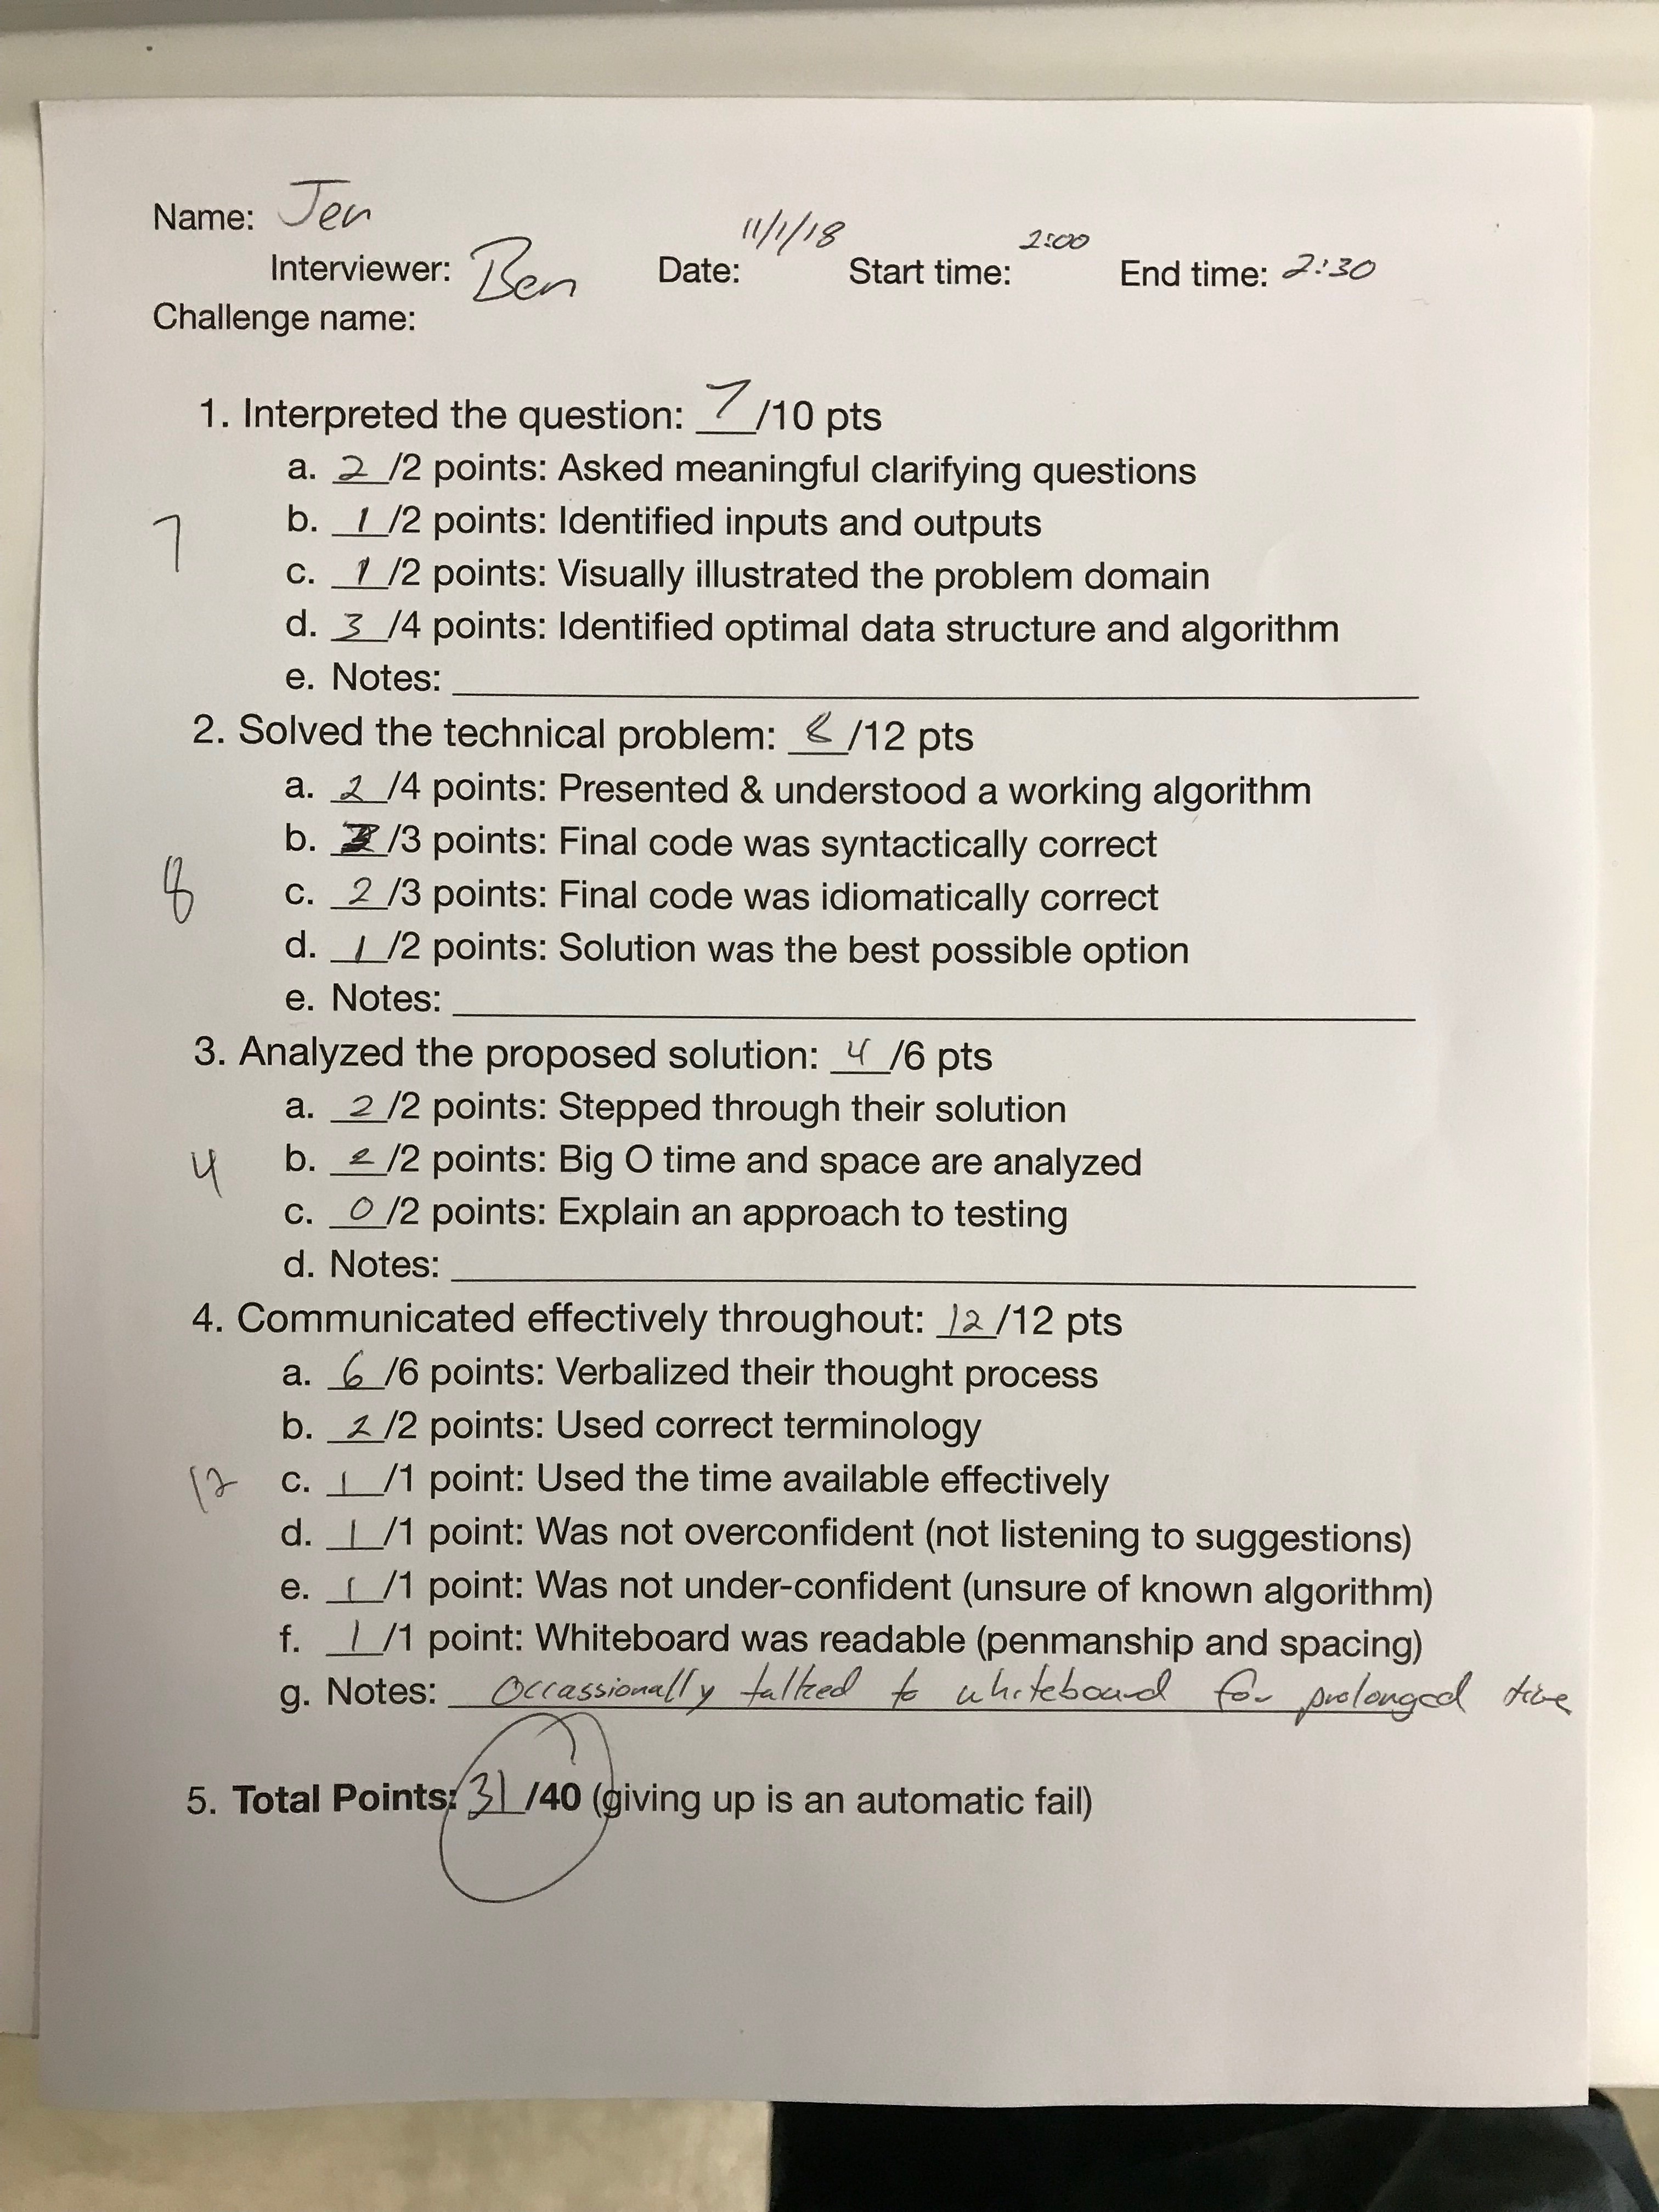 Name: Jen
Interviewer: Ben Date: 11/1/18 Start time: 2:00 End time: 2:30
Challenge name:
1. Interpreted the question: 7/10 pts
a. 2/2 points: Asked meaningful clarifying questions
b. 1/2 points: Identified inputs and outputs
7
c. 1/2 points: Visually illustrated the problem domain
d. 3/4 points: Identified optimal data structure and algorithm
e. Notes:
2. Solved the technical problem: 8/12 pts
a. 2/4 points: Presented & understood a working algorithm
b. /3 points: Final code was syntactically correct
8 c. 2/3 points: Final code was idiomatically correct
d. 1/2 points: Solution was the best possible option
e. Notes:
3. Analyzed the proposed solution: 4/6 pts
a. 2/2 points: Stepped through their solution
4 b. 2/2 points: Big O time and space are analyzed
c. 0/2 points: Explain an approach to testing
d. Notes:
4. Communicated effectively throughout: 12/12 pts
a. 6/6 points: Verbalized their thought process
b. 2/2 points: Used correct terminology
12 c. 1/1 point: Used the time available effectively
d. 1/1 point: Was not overconfident (not listening to suggestions)
e. 1/1 point: Was not under-confident (unsure of known algorithm)
f. 1/1 point: Whiteboard was readable (penmanship and spacing)
g. Notes: Occassionally talked to whiteboard for prolonged time
5. Total Points: 31/40 (giving up is an automatic fail)